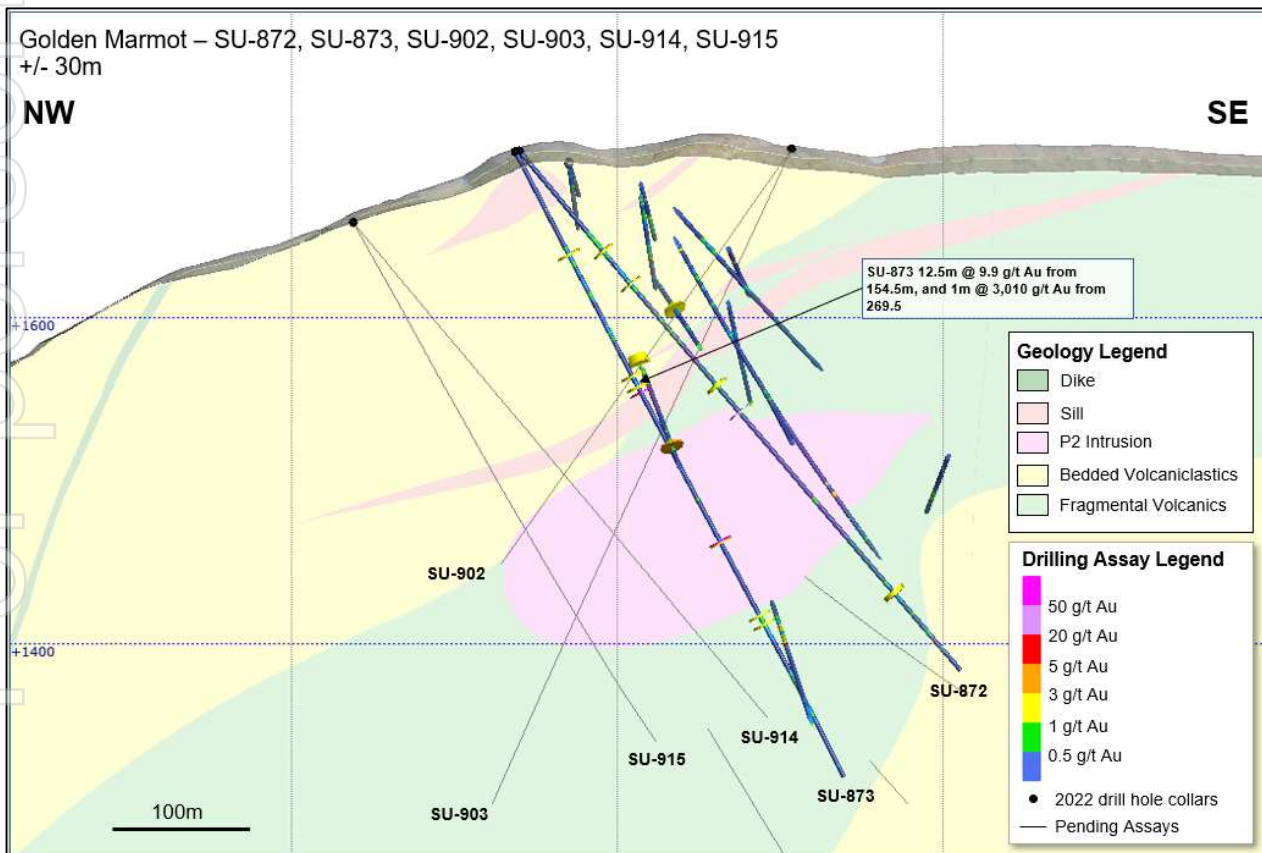 Golden Marmot – SU-872, SU-873, SU-902, SU-903, SU-914, SU-915
+/- 30m
NW
SE
SU-873 12.5m @ 9.9 g/t Au from
154.5m, and 1m @ 3,010 g/t Au from
269.5
+1600
Geology Legend
Dike
Sill
P2 Intrusion
Bedded Volcaniclastics
Fragmental Volcanics
SU-902
Drilling Assay Legend
50 g/t Au
20 g/t Au
5 g/t Au
3 g/t Au
1 g/t Au
0.5 g/t Au
2022 drill hole collars
Pending Assays
+1400
SU-872
SU-914
SU-915
SU-873
SU-903
100m